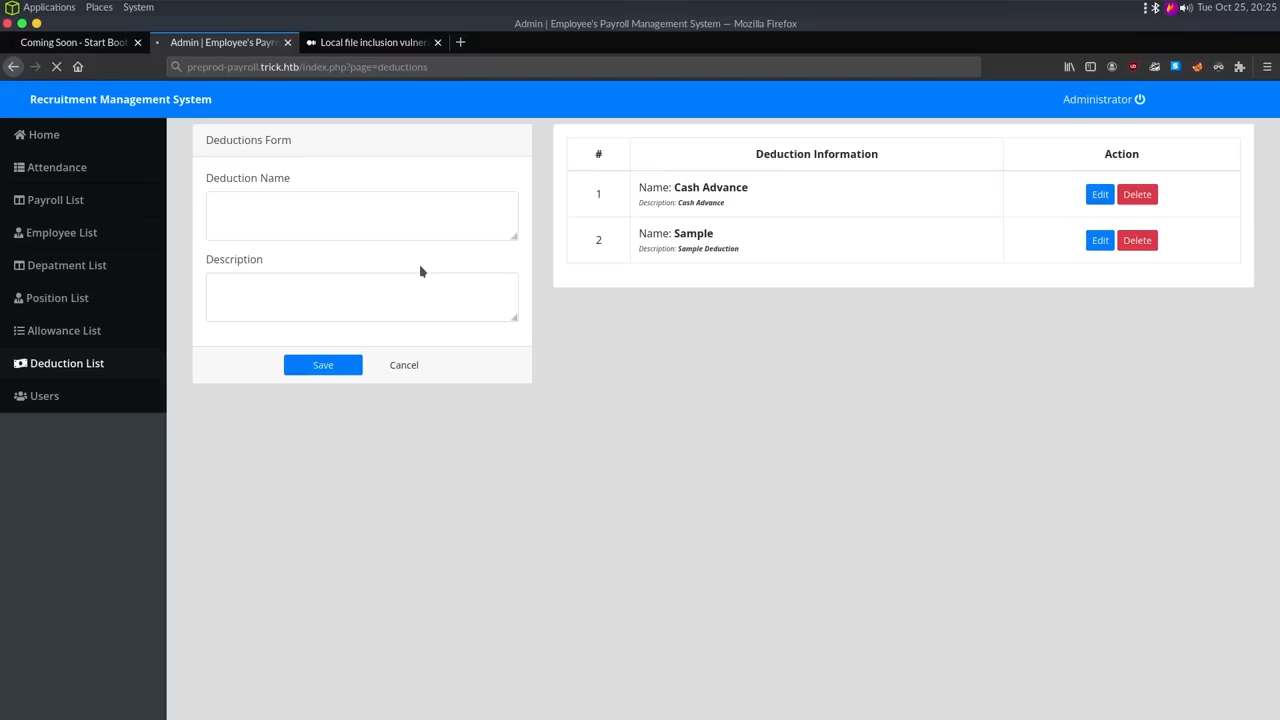 Applications Places System
Tue Oct 25, 20:25
Admin | Employee's Payroll Management System — Mozilla Firefox
Coming Soon - Start Boot
Admin | Employee's Payr
Local file inclusion vulner
preprod-payroll.trick.htb/index.php?page=deductions
Recruitment Management System
Administrator
Home
Attendance
Payroll List
Employee List
Depatment List
Position List
Allowance List
Deduction List
Users
Deductions Form
Deduction Name
Description
Save Cancel
# Deduction Information Action
1 Name: Cash Advance
Description: Cash Advance
Edit Delete
2 Name: Sample
Description: Sample Deduction
Edit Delete